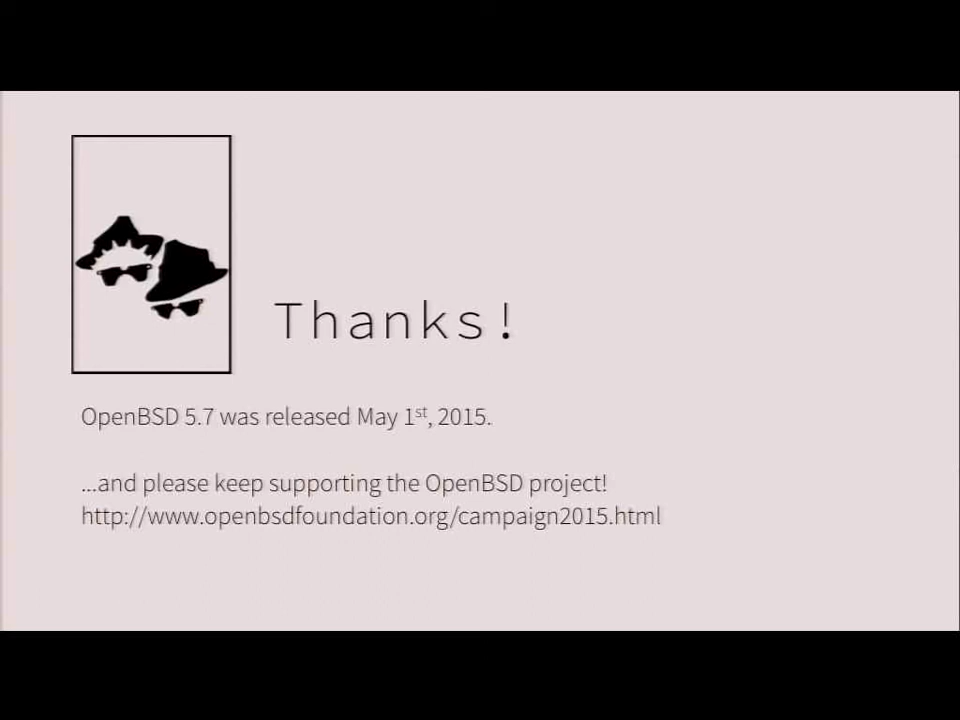 Thanks!
OpenBSD 5.7 was released May 1st, 2015.
...and please keep supporting the OpenBSD project!
http://www.openbsdfoundation.org/campaign2015.html